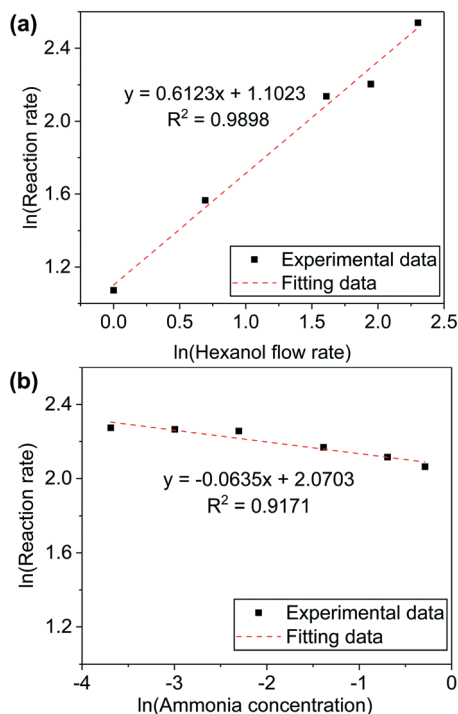 (a)
ln(Reaction rate)
2.4
2.0
1.6
1.2
y = 0.6123x + 1.1023
R² = 0.9898
Experimental data
Fitting data
0.0 0.5 1.0 1.5 2.0 2.5
ln(Hexanol flow rate)
(b)
ln(Reaction rate)
2.8
2.4
2.0
1.6
1.2
y = -0.0635x + 2.0703
R² = 0.9171
Experimental data
Fitting data
-4 -3 -2 -1 0
ln(Ammonia concentration)